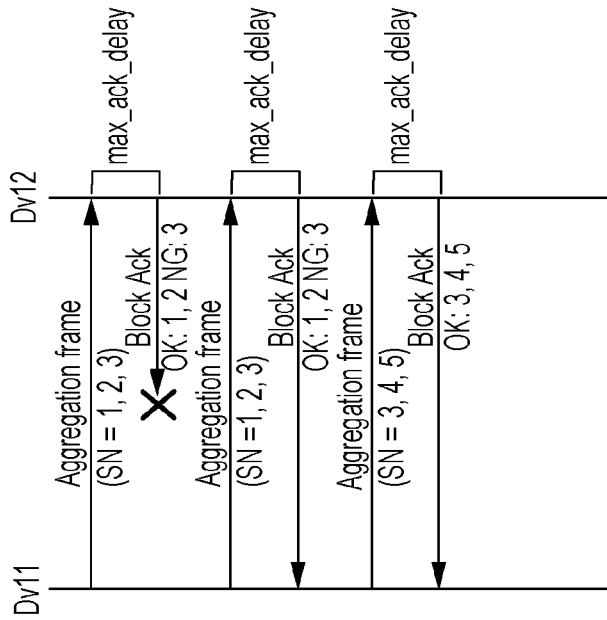 Dv11
Dv12
Aggregation frame
(SN = 1, 2, 3)
max_ack_delay
Block Ack
OK: 1, 2 NG: 3
Aggregation frame
(SN = 1, 2, 3)
max_ack_delay
Block Ack
OK: 1, 2 NG: 3
Aggregation frame
(SN = 3, 4, 5)
max_ack_delay
Block Ack
OK: 3, 4, 5